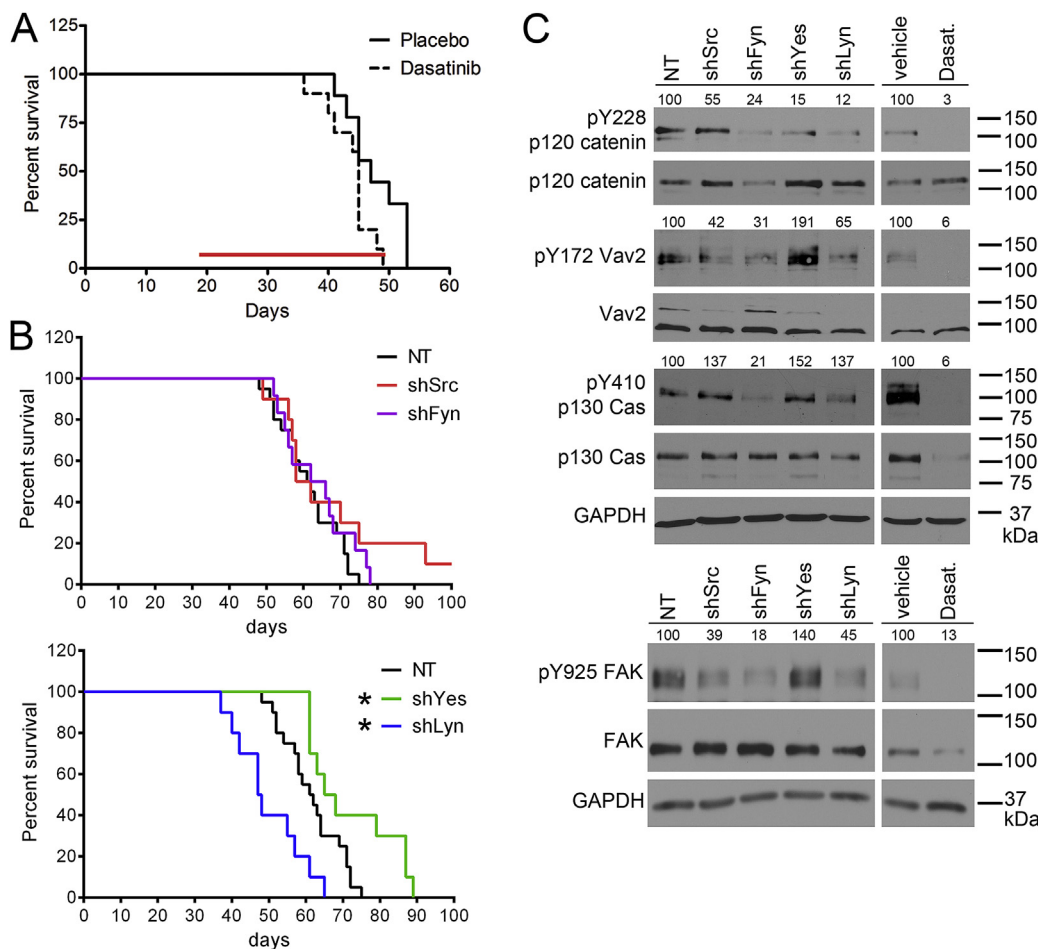 A
Placebo
Dasatinib
Percent survival
100
75
50
25
0
0 10 20 30 40 50 60
Days
B
NT
shSrc
shFyn
Percent survival
120
100
80
60
40
20
0
0 10 20 30 40 50 60 70 80 90 100
days
NT
* shYes
* shLyn
Percent survival
120
100
80
60
40
20
0
0 10 20 30 40 50 60 70 80 90 100
days
C
NT shSrc shFyn shYes shLyn vehicle Dasat.
100 55 24 15 12 100 3
pY228
p120 catenin
150
100
p120 catenin
150
100
100 42 31 191 65 100 6
pY172 Vav2
150
100
Vav2
150
100
100 137 21 152 137 100 6
pY410
p130 Cas
150
100
75
p130 Cas
150
100
75
GAPDH
37
kDa
NT shSrc shFyn shYes shLyn vehicle Dasat.
100 39 18 140 45 100 13
pY925 FAK
150
100
FAK
150
100
GAPDH
37
kDa